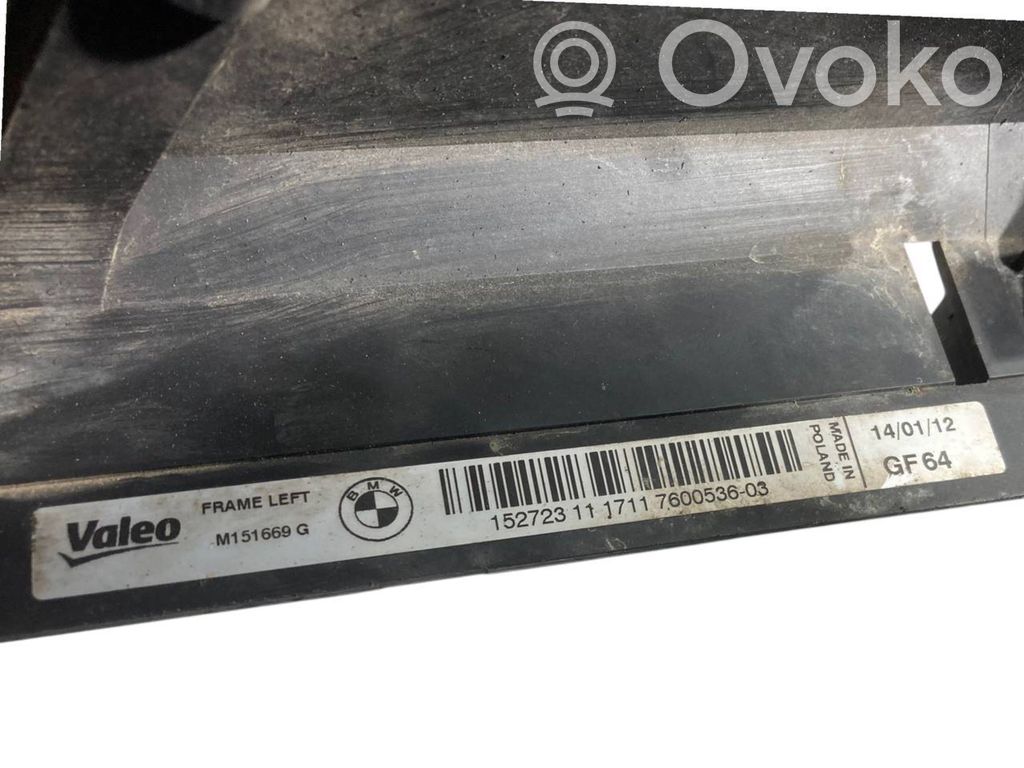 Ovoko
Valeo
FRAME LEFT
M151669 G
BMW
152723 11 1711 7600536-03
MADE IN
POLAND
14/01/12
GF64